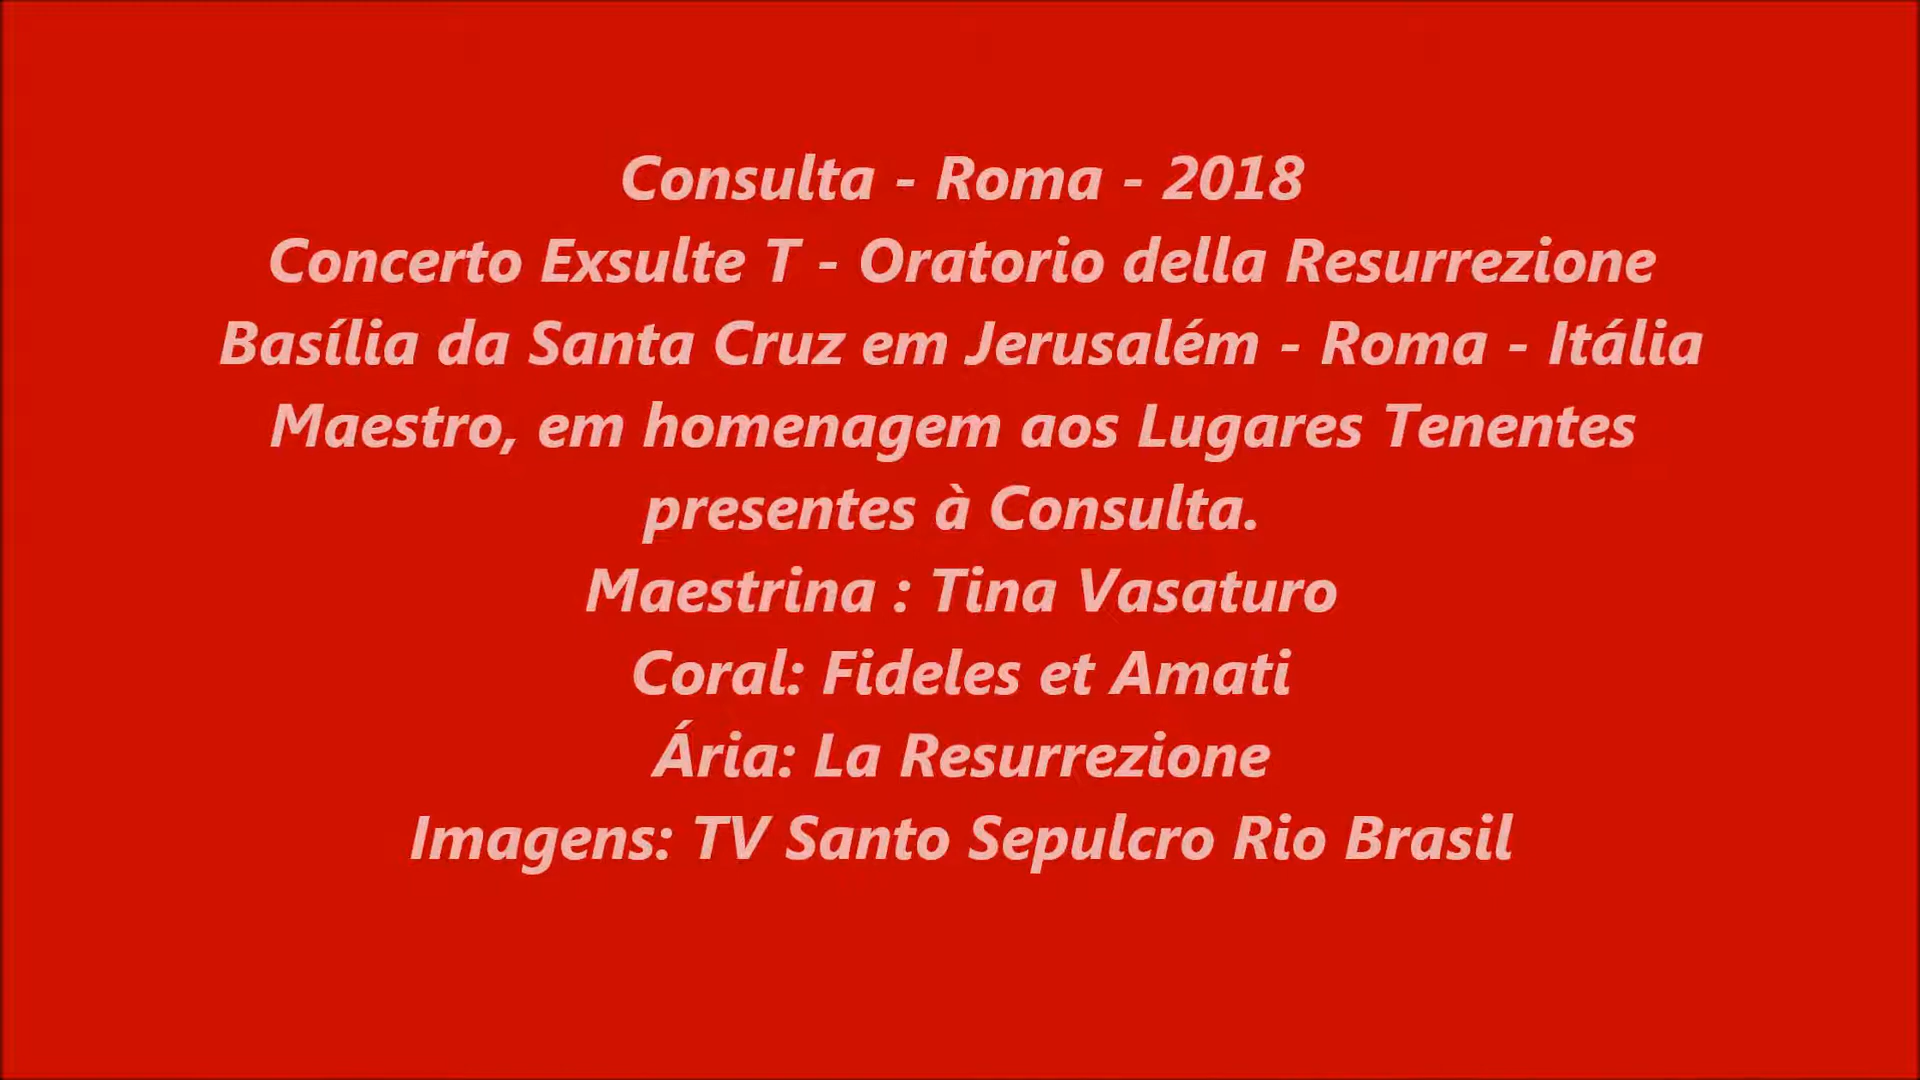 Consulta - Roma - 2018
Concerto Exsulte T - Oratorio della Resurrezione
Basília da Santa Cruz em Jerusalém - Roma - Itália
Maestro, em homenagem aos Lugares Tenentes
presentes à Consulta.
Maestrina : Tina Vasaturo
Coral: Fideles et Amati
Ária: La Resurrezione
Imagens: TV Santo Sepulcro Rio Brasil